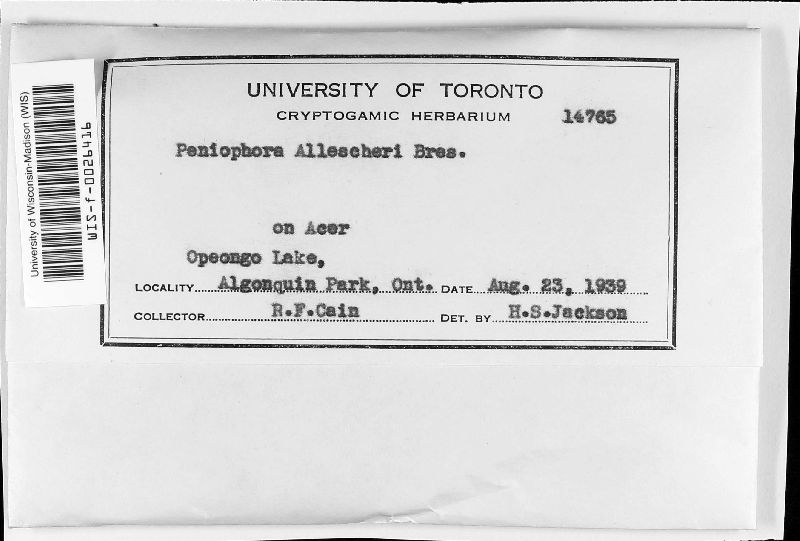 UNIVERSITY OF TORONTO
CRYPTOGAMIC HERBARIUM 14765
Peniophora Allescheri Bres.
on Acer
Opeongo Lake,
LOCALITY Algonquin Park, Ont. DATE Aug. 23, 1939
COLLECTOR R.F.Cain DET. BY H.S.Jackson
University of Wisconsin-Madison (WIS)
WIS-f-0026416